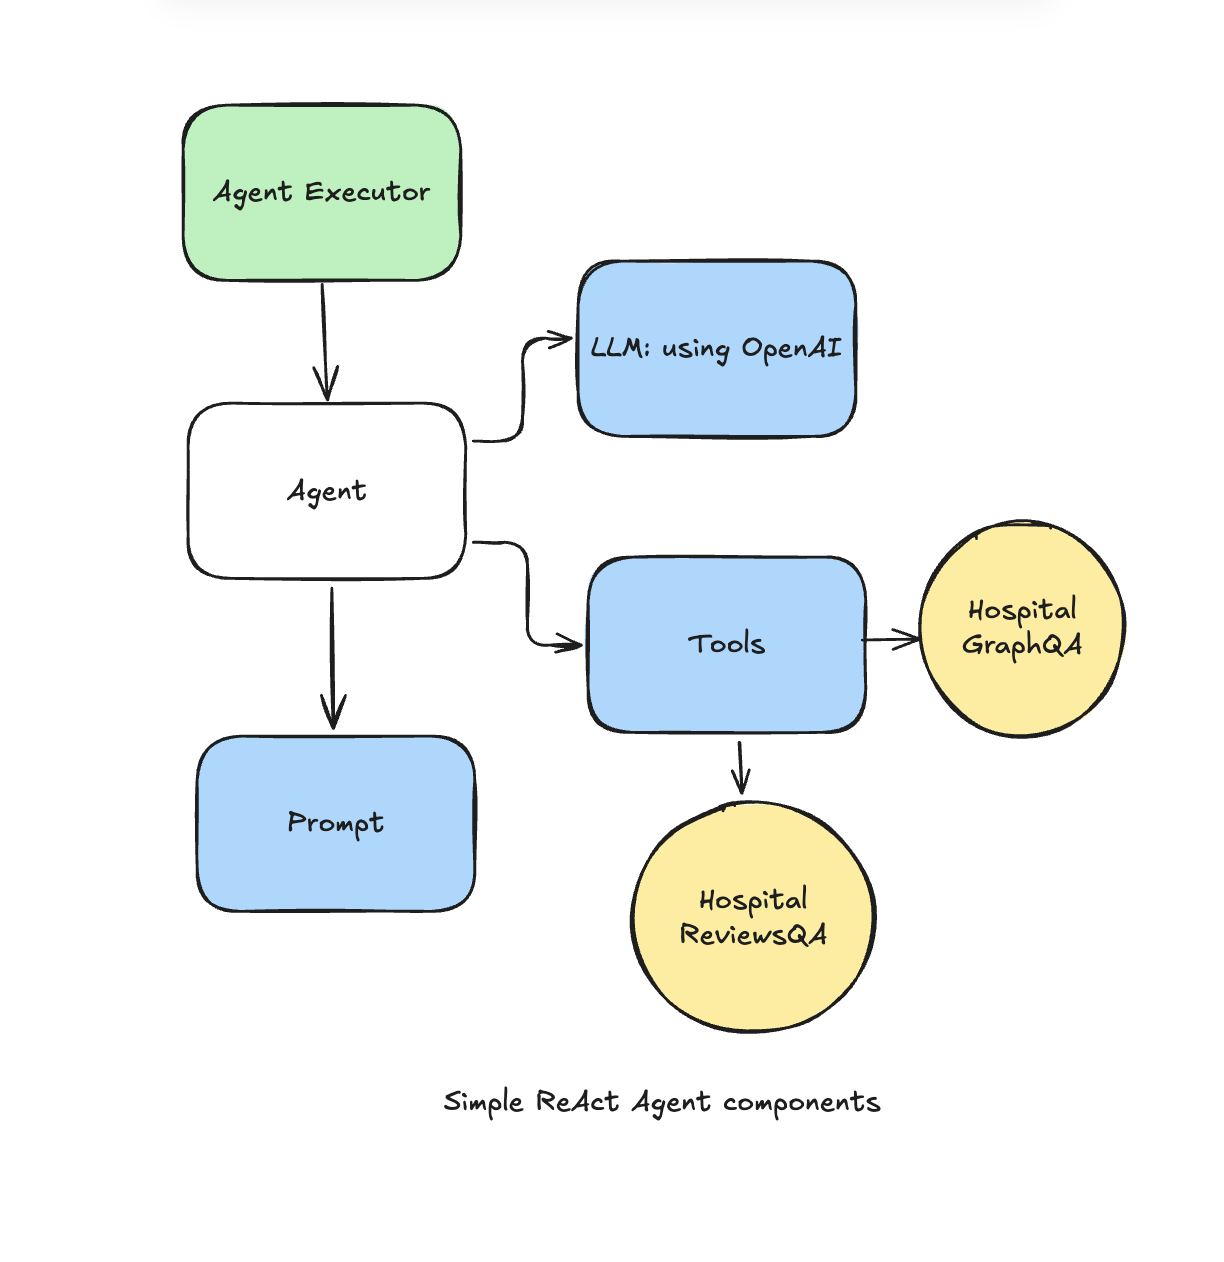 Agent Executor
LLM: using OpenAI
Agent
Tools
Hospital
GraphQA
Prompt
Hospital
ReviewsQA
Simple ReAct Agent components